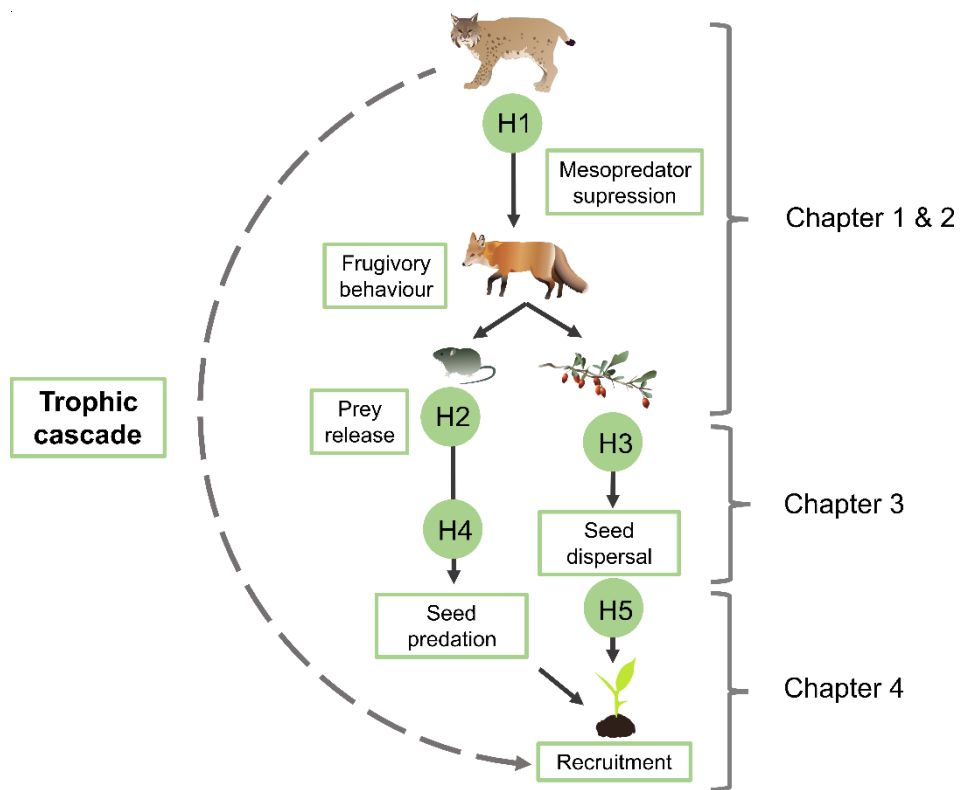 H1
Mesopredator
supression
Chapter 1 & 2
Frugivory
behaviour
Trophic
cascade
Prey
release
H2
H3
Chapter 3
H4
Seed
dispersal
Seed
predation
H5
Chapter 4
Recruitment